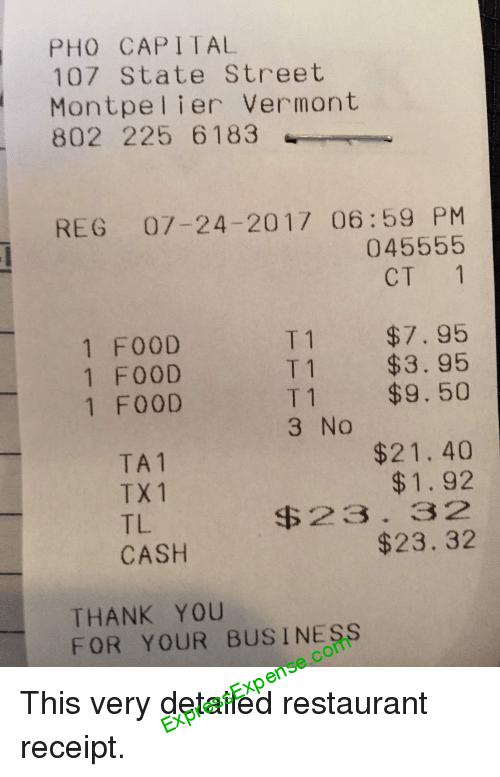 PHO CAPITAL
107 State Street
Montpelier Vermont
802 225 6183
REG 07-24-2017 06:59 PM
045555
CT 1
1 FOOD T1 $7.95
1 FOOD T1 $3.95
1 FOOD T1 $9.50
3 No
TA1 $21.40
TX1 $1.92
TL $23.32
CASH $23.32
THANK YOU
FOR YOUR BUSINESS
ExpressExpense.com
This very detailed restaurant
receipt.